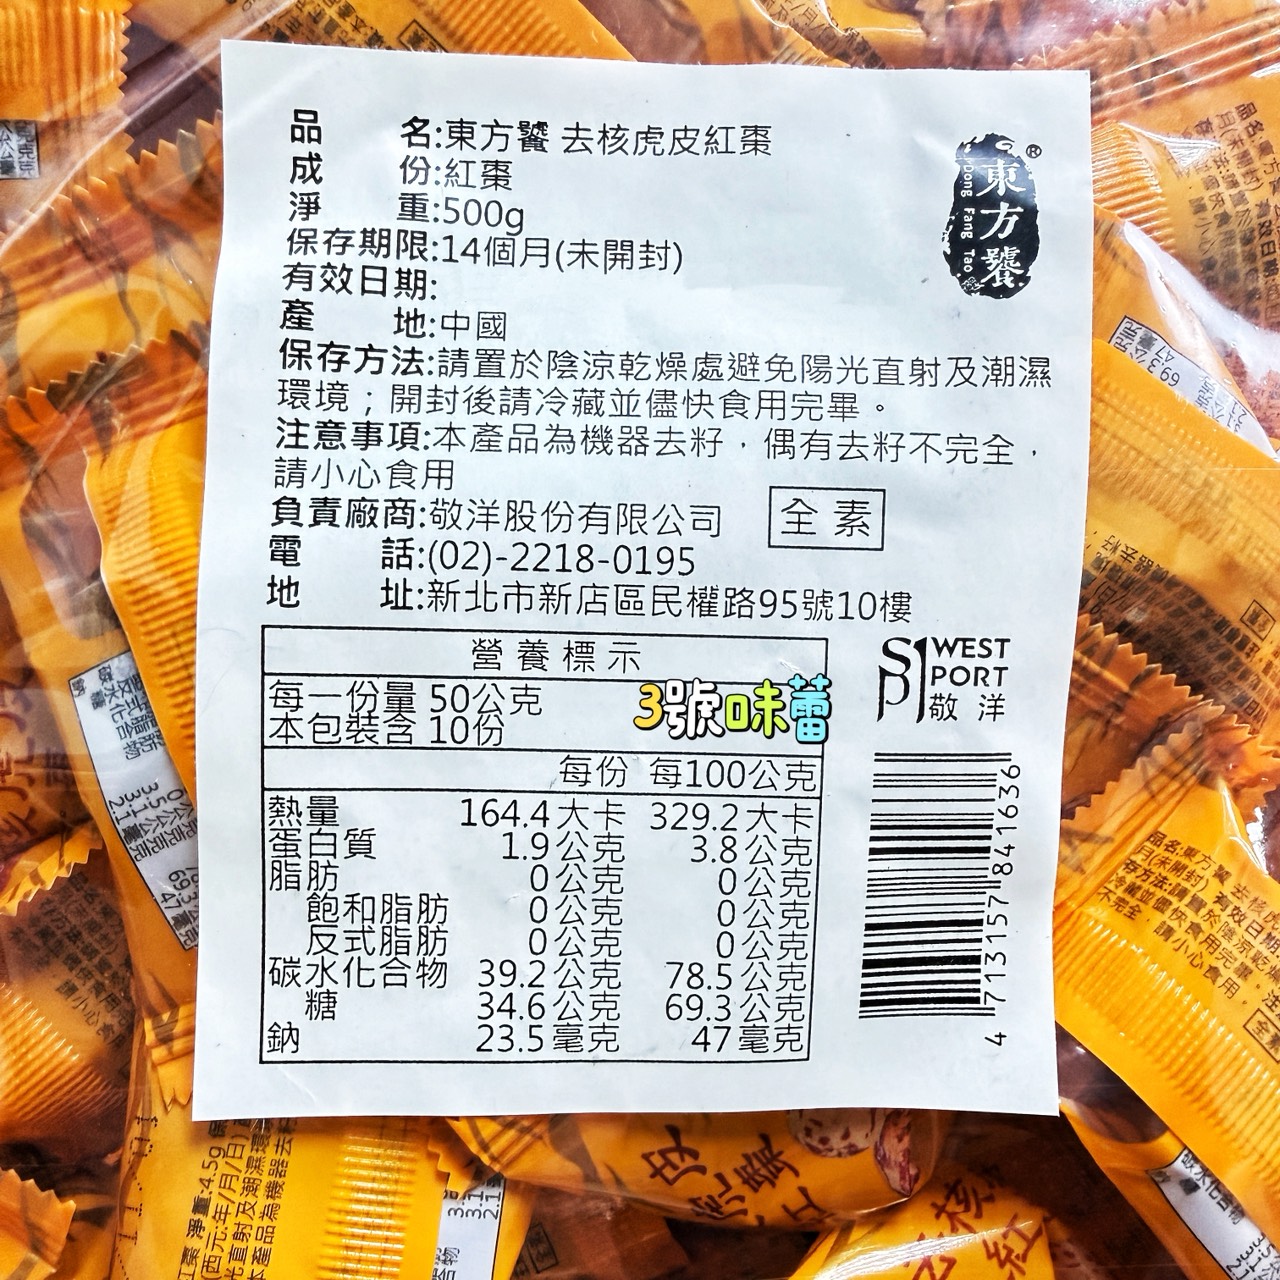 品名:東方饕 去核虎皮紅棗
成份:紅棗
淨重:500g
保存期限:14個月(未開封)
有效日期:
產地:中國
保存方法:請置於陰涼乾燥處避免陽光直射及潮濕
環境；開封後請冷藏並儘快食用完畢。
注意事項:本產品為機器去籽，偶有去籽不完全，
請小心食用
負責廠商:敬洋股份有限公司
全素
電話:(02)-2218-0195
地址:新北市新店區民權路95號10樓
東方饕®
Dong Fang Tao
營養標示
每一份量 50公克
本包裝含 10份
每份 每100公克
熱量 164.4大卡 329.2大卡
蛋白質 1.9公克 3.8公克
脂肪 0公克 0公克
飽和脂肪 0公克 0公克
反式脂肪 0公克 0公克
碳水化合物 39.2公克 78.5公克
糖 34.6公克 69.3公克
鈉 23.5毫克 47毫克
3號味蕾
WEST
PORT
敬洋
4713157841636